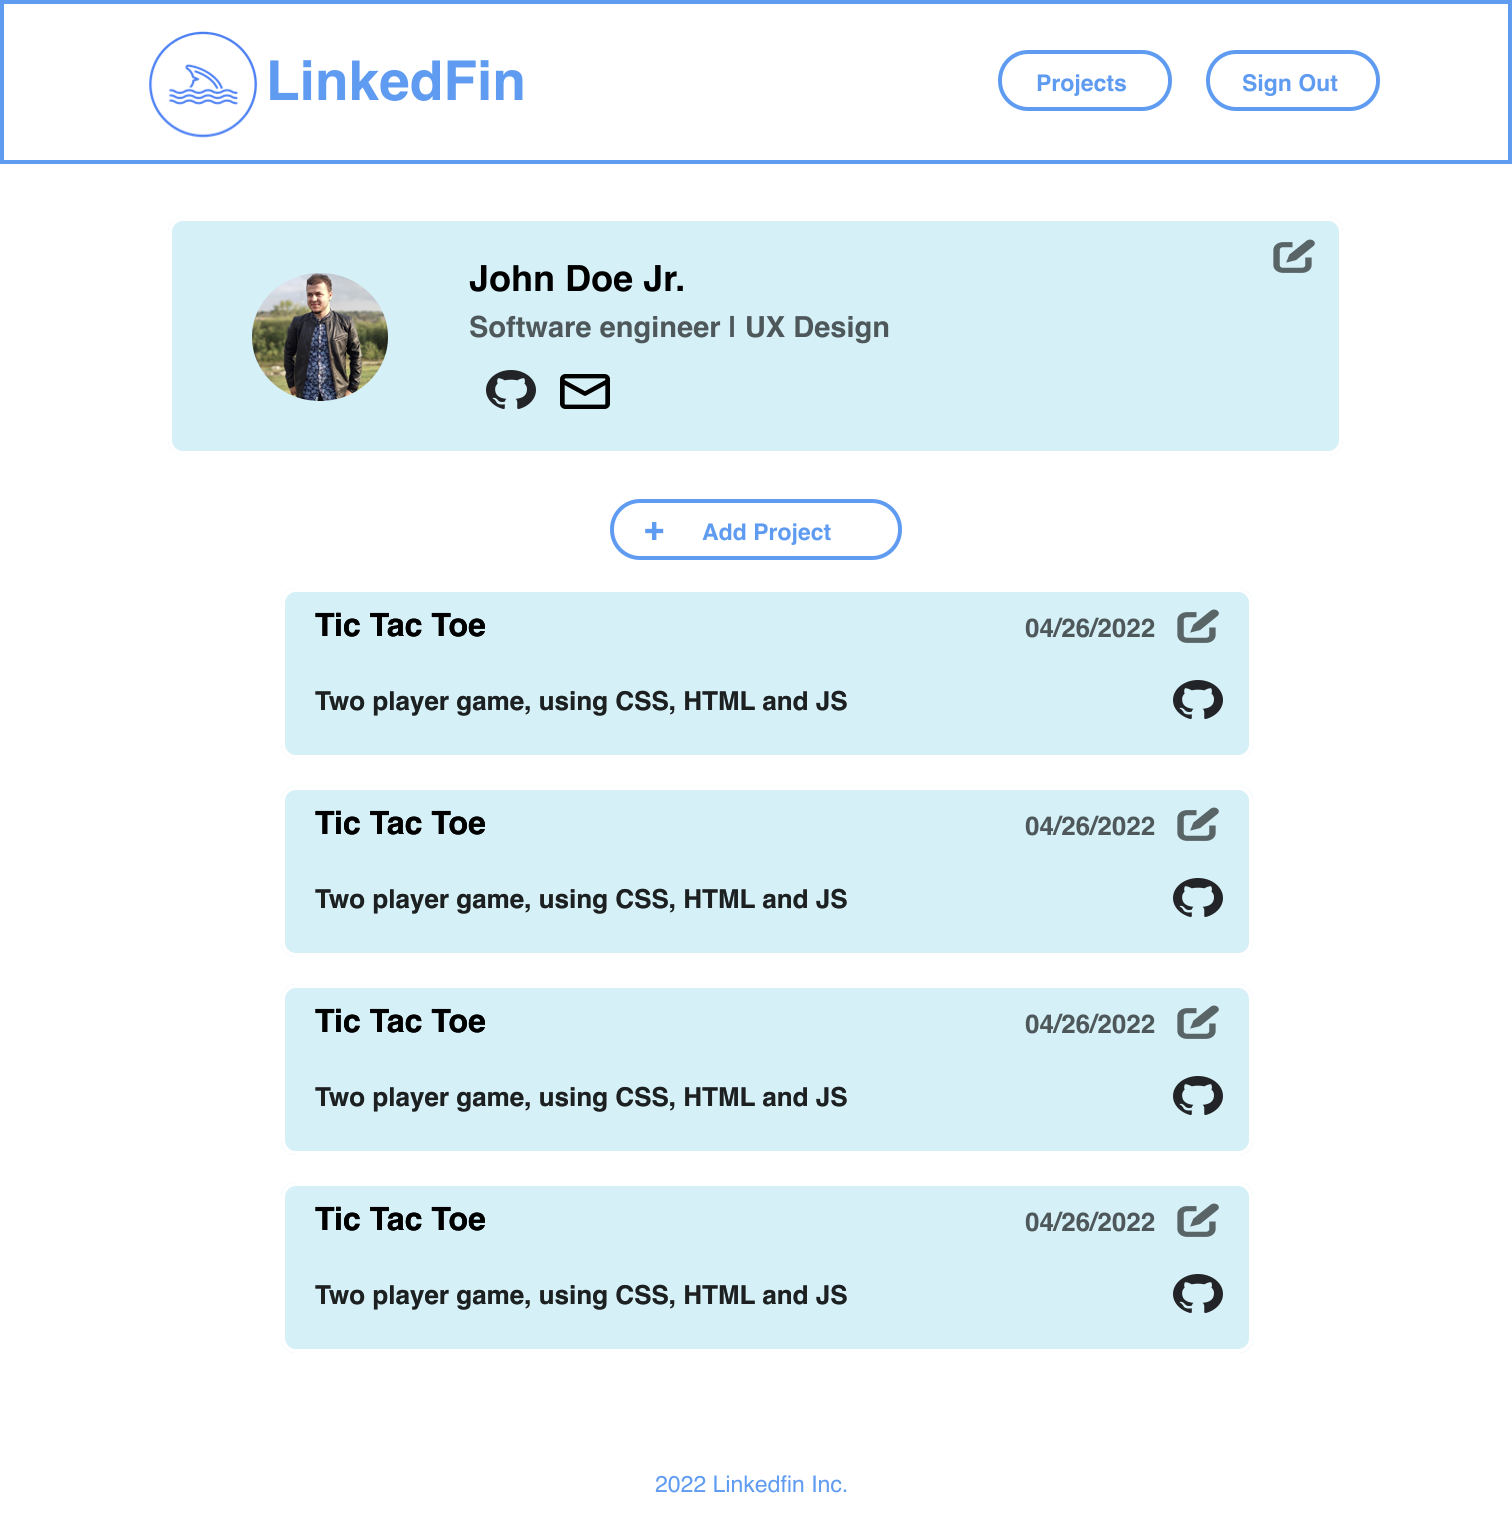 LinkedFin
Projects
Sign Out
John Doe Jr.
Software engineer | UX Design
+ Add Project
Tic Tac Toe
04/26/2022
Two player game, using CSS, HTML and JS
Tic Tac Toe
04/26/2022
Two player game, using CSS, HTML and JS
Tic Tac Toe
04/26/2022
Two player game, using CSS, HTML and JS
Tic Tac Toe
04/26/2022
Two player game, using CSS, HTML and JS
2022 Linkedfin Inc.